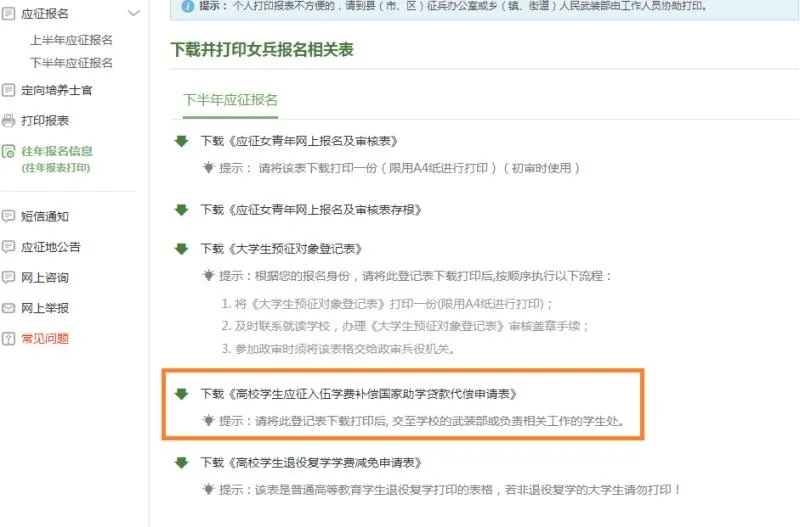 应征报名
上半年应征报名
下半年应征报名
定向培养士官
打印报表
往年报名信息
(往年报表打印)
短信通知
应征地公告
网上咨询
网上举报
常见问题
提示： 个人打印报表不方便的，请到县（市、区）征兵办公室或乡（镇、街道）人民武装部由工作人员协助打印。
下载并打印女兵报名相关表
下半年应征报名
下载《应征女青年网上报名及审核表》
提示： 请将该表下载打印一份（限用A4纸进行打印）（初审时使用）
下载《应征女青年网上报名及审核表存根》
下载《大学生预征对象登记表》
提示：根据您的报名身份，请将此登记表下载打印后,按顺序执行以下流程：
1. 将《大学生预征对象登记表》打印一份(限用A4纸进行打印)；
2. 及时联系就读学校，办理《大学生预征对象登记表》审核盖章手续；
3. 参加政审时须将该表格交给政审兵役机关。
下载《高校学生应征入伍学费补偿国家助学贷款代偿申请表》
提示：请将此登记表下载打印后, 交至学校的武装部或负责相关工作的学生处。
下载《高校学生退役复学学费减免申请表》
提示：该表是普通高等教育学生退役复学打印的表格，若非退役复学的大学生请勿打印！